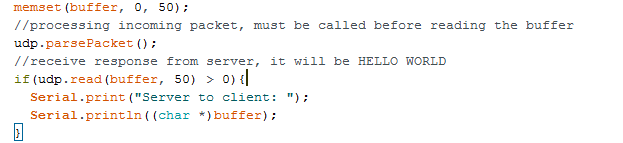 memset(buffer, 0, 50);
//processing incoming packet, must be called before reading the buffer
udp.parsePacket();
//receive response from server, it will be HELLO WORLD
if(udp.read(buffer, 50) > 0){
  Serial.print("Server to client: ");
  Serial.println((char *)buffer);
}